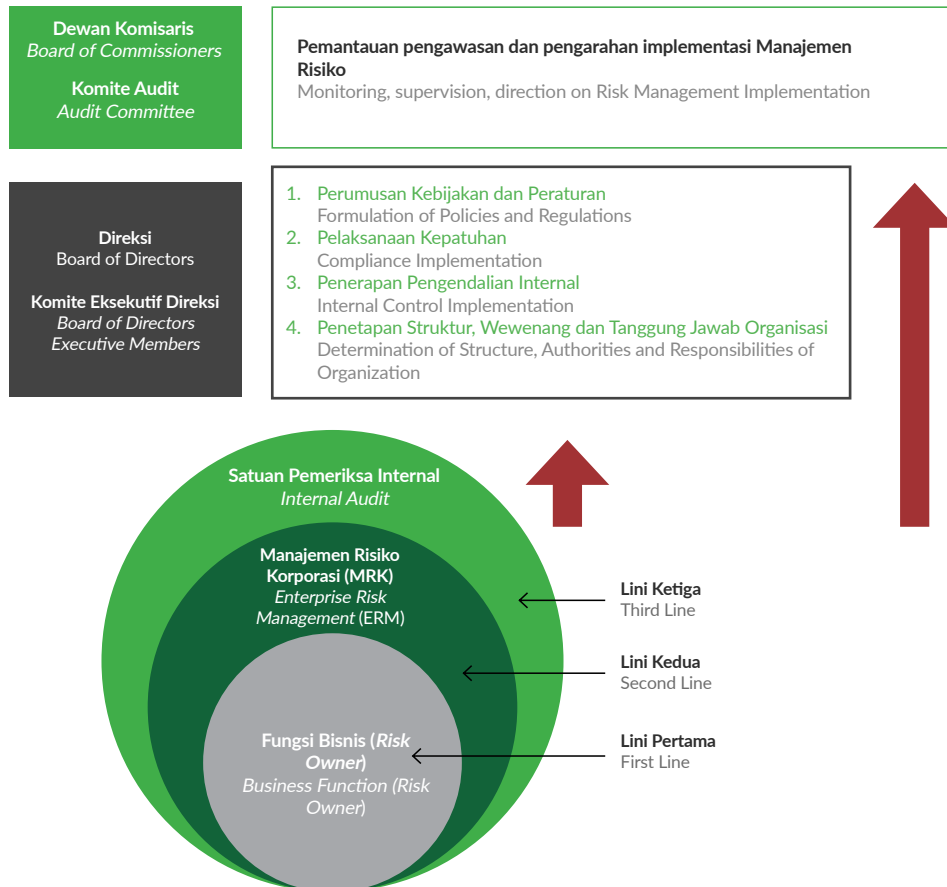 Dewan Komisaris
Board of Commissioners
Komite Audit
Audit Committee
Pemantauan pengawasan dan pengarahan implementasi Manajemen
Risiko
Monitoring, supervision, direction on Risk Management Implementation
Direksi
Board of Directors
Komite Eksekutif Direksi
Board of Directors
Executive Members
1. Perumusan Kebijakan dan Peraturan
Formulation of Policies and Regulations
2. Pelaksanaan Kepatuhan
Compliance Implementation
3. Penerapan Pengendalian Internal
Internal Control Implementation
4. Penetapan Struktur, Wewenang dan Tanggung Jawab Organisasi
Determination of Structure, Authorities and Responsibilities of
Organization
Satuan Pemeriksa Internal
Internal Audit
Manajemen Risiko
Korporasi (MRK)
Enterprise Risk
Management (ERM)
Lini Ketiga
Third Line
Lini Kedua
Second Line
Fungsi Bisnis (Risk
Owner)
Business Function (Risk
Owner)
Lini Pertama
First Line